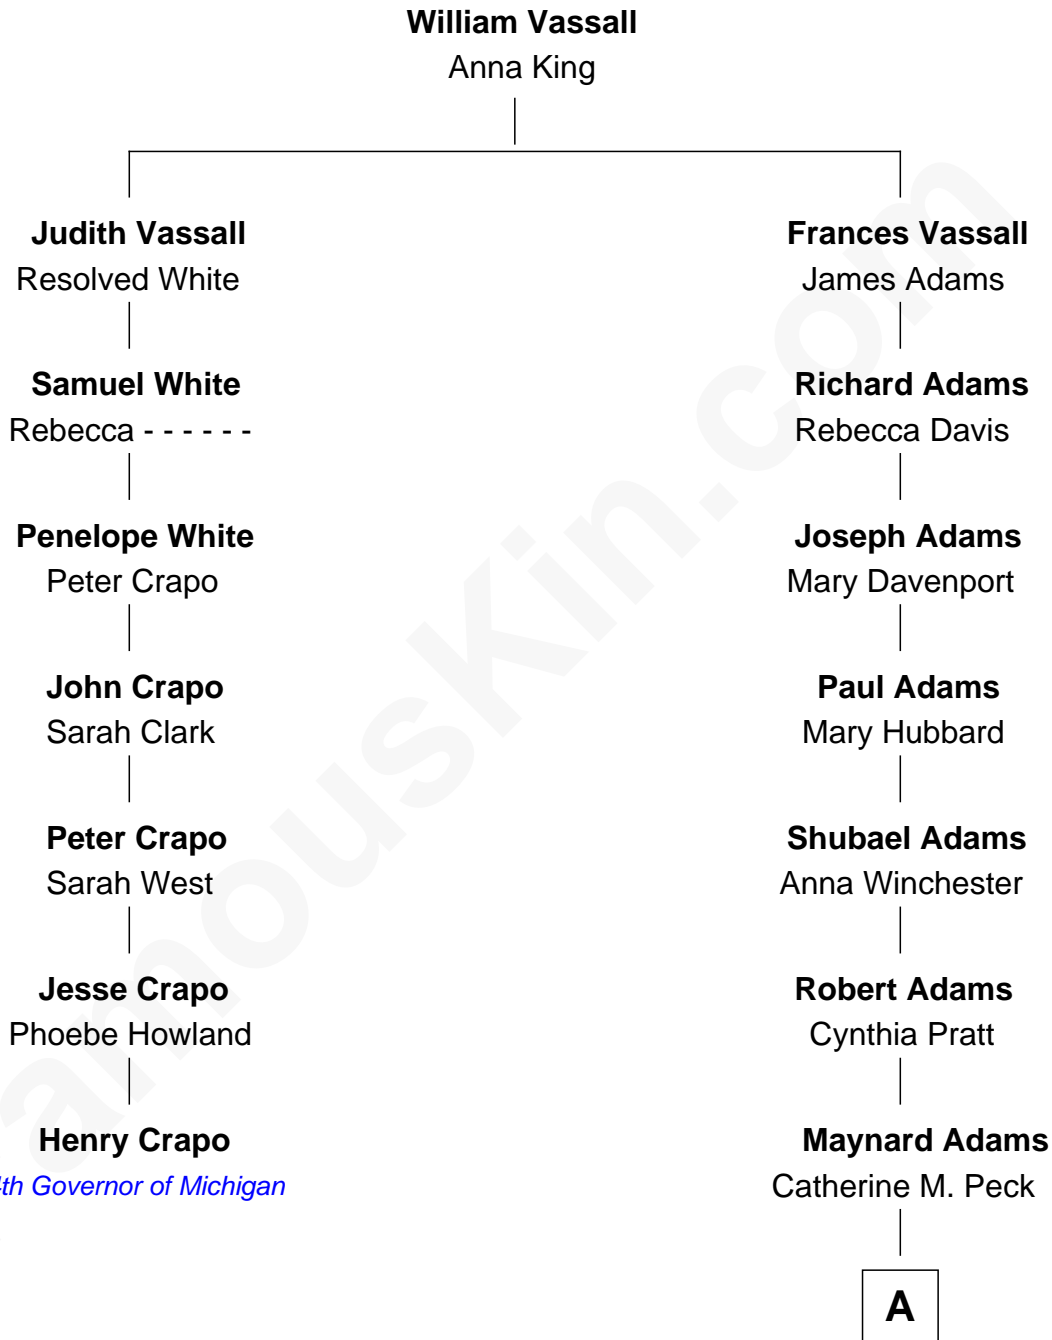 William Vassall
Anna King
Judith Vassall
Resolved White
Samuel White
Rebecca - - - - - -
Penelope White
Peter Crapo
John Crapo
Sarah Clark
Peter Crapo
Sarah West
Jesse Crapo
Phoebe Howland
Henry Crapo
4th Governor of Michigan
Frances Vassall
James Adams
Richard Adams
Rebecca Davis
Joseph Adams
Mary Davenport
Paul Adams
Mary Hubbard
Shubael Adams
Anna Winchester
Robert Adams
Cynthia Pratt
Maynard Adams
Catherine M. Peck
A
amouskin.com